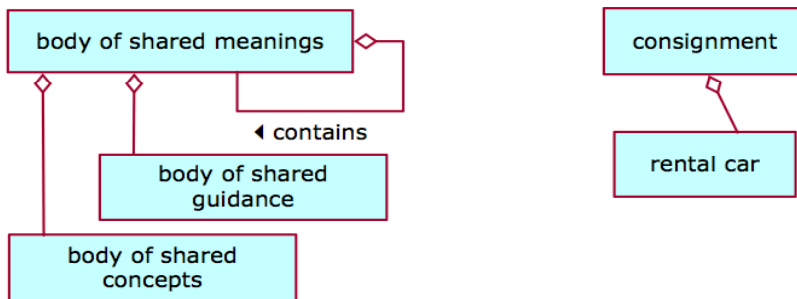 body of shared meanings
consignment
◀ contains
body of shared
guidance
rental car
body of shared
concepts